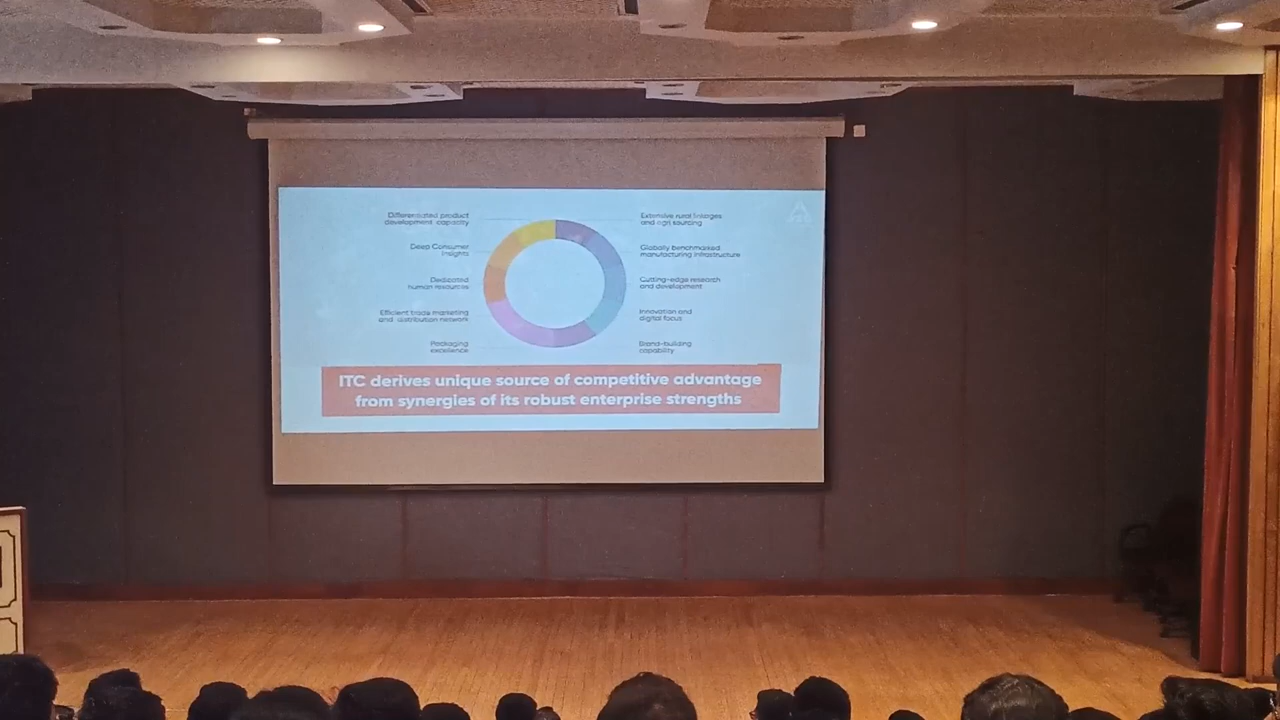 Differentiated product
development capacity
Deep Consumer
Insights
Dedicated
human resources
Efficient trade marketing
and distribution network
Packaging
excellence
Extensive rural linkages
and agri sourcing
Globally benchmarked
manufacturing infrastructure
Cutting-edge research
and development
Innovation and
digital focus
Brand-building
capability
ITC derives unique source of competitive advantage
from synergies of its robust enterprise strengths